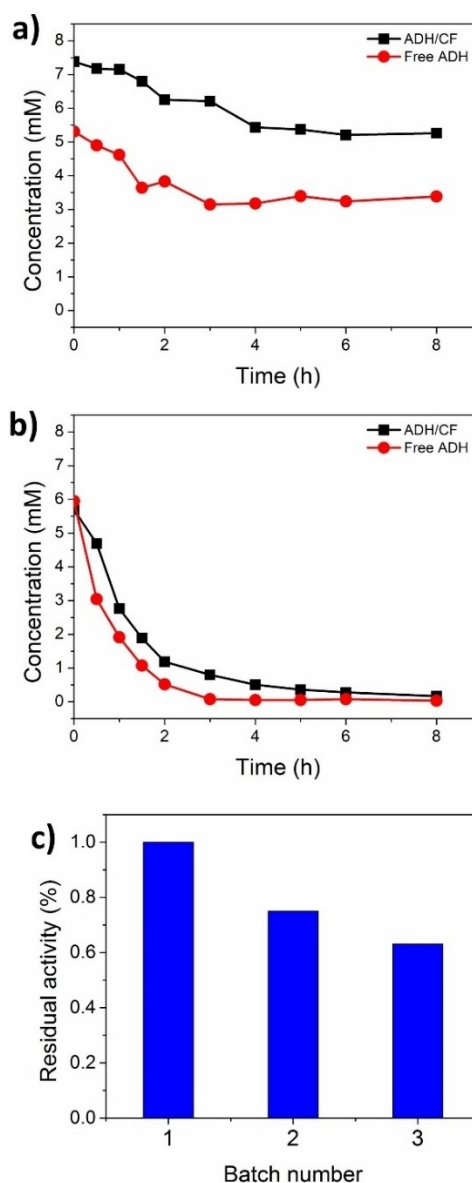 a)
ADH/CF
Free ADH
8
7
6
5
4
3
2
1
0
Concentration (mM)
0 2 4 6 8
Time (h)
b)
ADH/CF
Free ADH
8
7
6
5
4
3
2
1
0
Concentration (mM)
0 2 4 6 8
Time (h)
c)
1.0
0.8
0.6
0.4
0.2
0.0
Residual activity (%)
1 2 3
Batch number